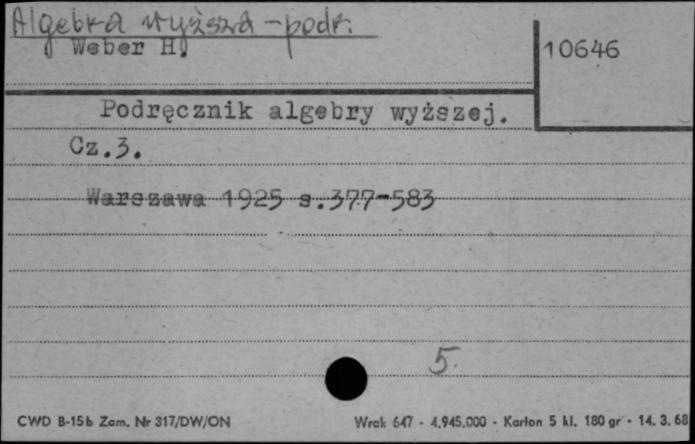 Algebra wyższa - podr.
Weber H.
10646
Podręcznik algebry wyższej.
Cz.3.
Warszawa 1925 s.377-583
5.
CWD B-15b Zam. Nr 317/DW/ON
Wrak 647 - 4.945.000 - Karton 5 kl. 180 gr - 14. 3. 68